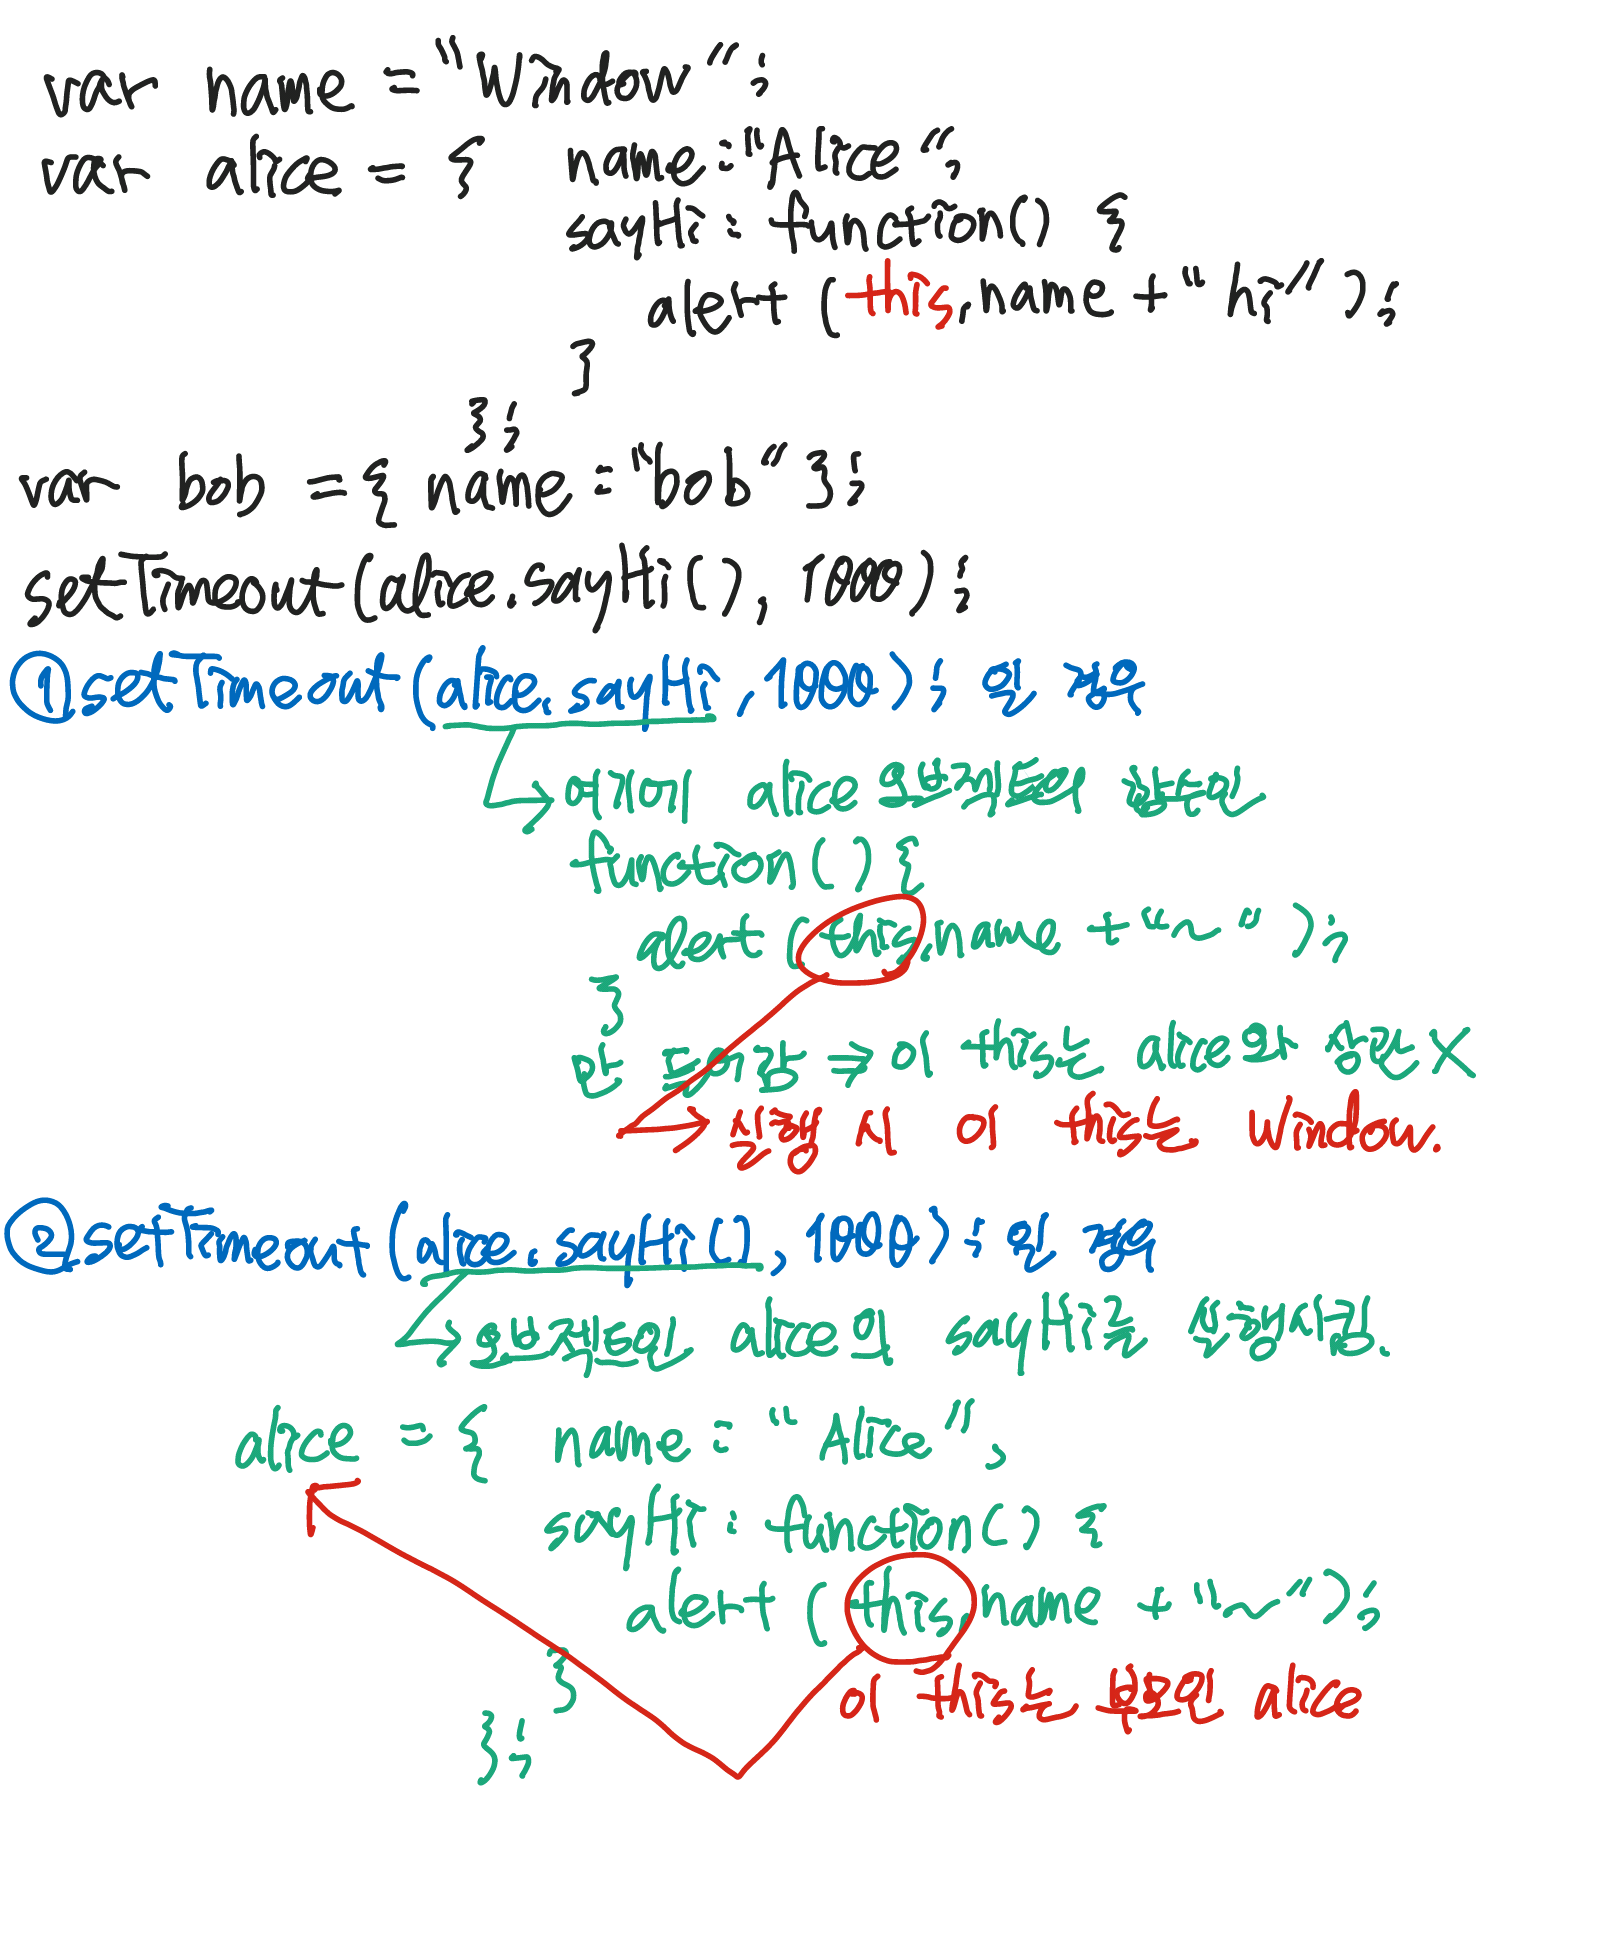 var name = "Window";
var alice = { name:"Alice",
sayHi : function() {
alert (this.name + "hi");
}
};
var bob = { name : "bob" };
setTimeout(alice.sayHi(), 1000);
① setTimeout(alice.sayHi, 1000); 일 경우
여기에 alice 오브젝트의 함수인
function() {
alert (this.name + "~");
}
만 들어감 ⇒ 이 this는 alice와 상관 X
→ 실행 시 이 this는 Window.
② setTimeout(alice.sayHi(), 1000); 일 경우
오브젝트인 alice의 sayHi를 실행시킴.
alice = { name : "Alice",
sayHi : function() {
alert (this.name + "~");
}
이 this는 부모인 alice
};